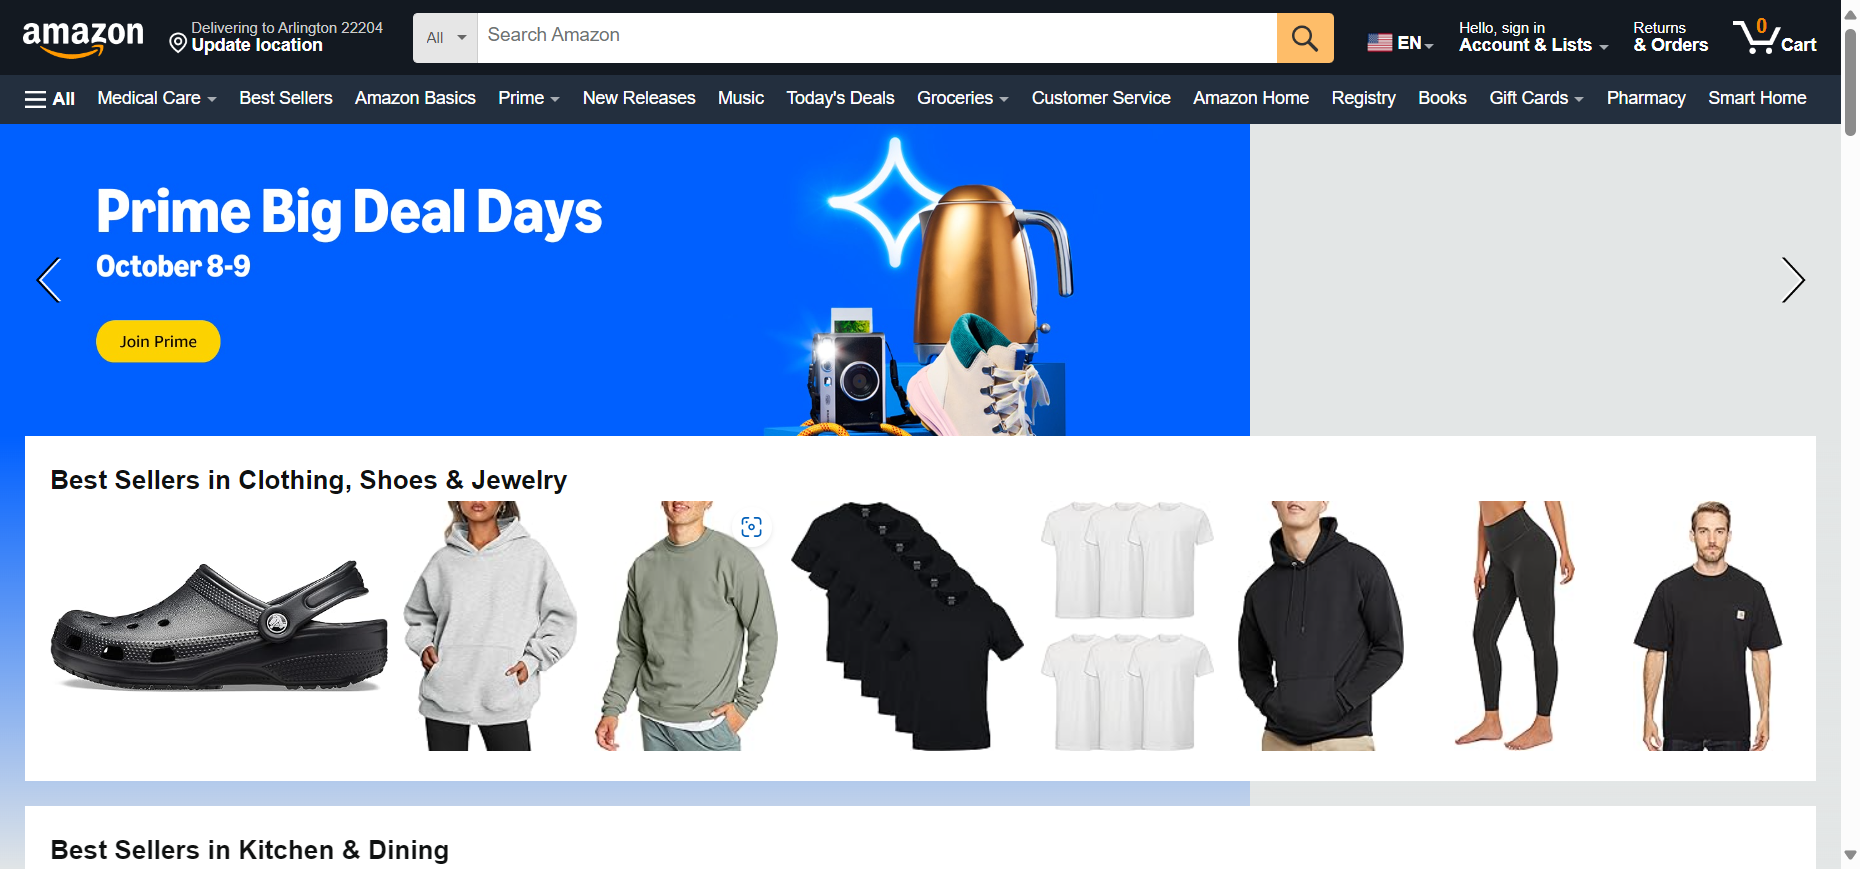 amazon
Delivering to Arlington 22204
Update location
All
Search Amazon
EN
Hello, sign in
Account & Lists
Returns
& Orders
0
Cart
All
Medical Care
Best Sellers
Amazon Basics
Prime
New Releases
Music
Today's Deals
Groceries
Customer Service
Amazon Home
Registry
Books
Gift Cards
Pharmacy
Smart Home
Prime Big Deal Days
October 8-9
Join Prime
Best Sellers in Clothing, Shoes & Jewelry
Best Sellers in Kitchen & Dining